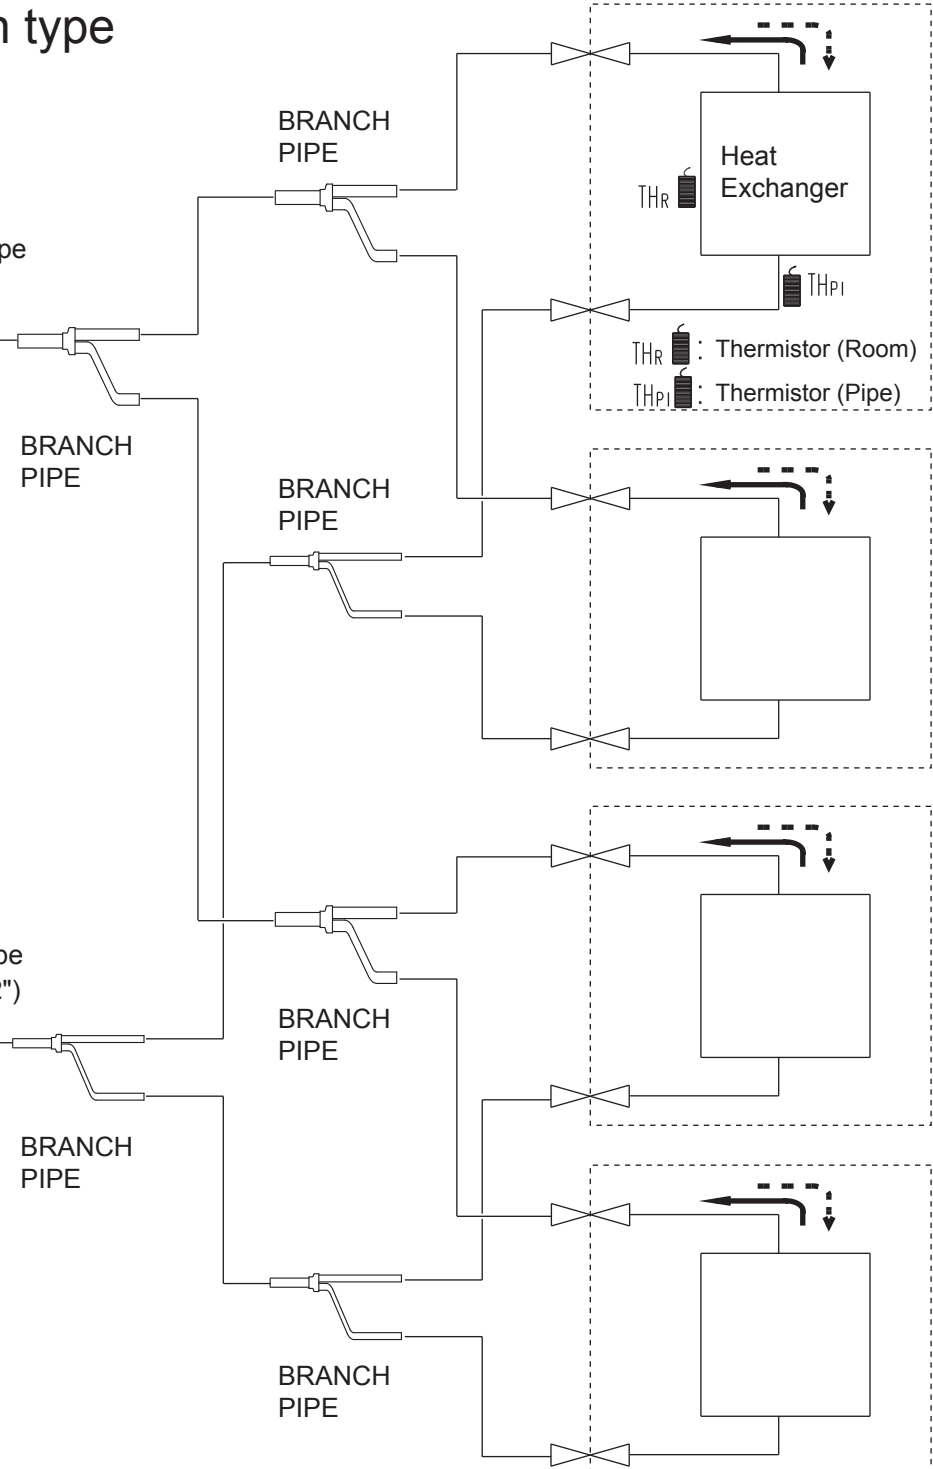 n type
BRANCH
PIPE
Heat
Exchanger
THR
THPI
pe
THR : Thermistor (Room)
THPI : Thermistor (Pipe)
BRANCH
PIPE
BRANCH
PIPE
pe
2")
BRANCH
PIPE
BRANCH
PIPE
BRANCH
PIPE